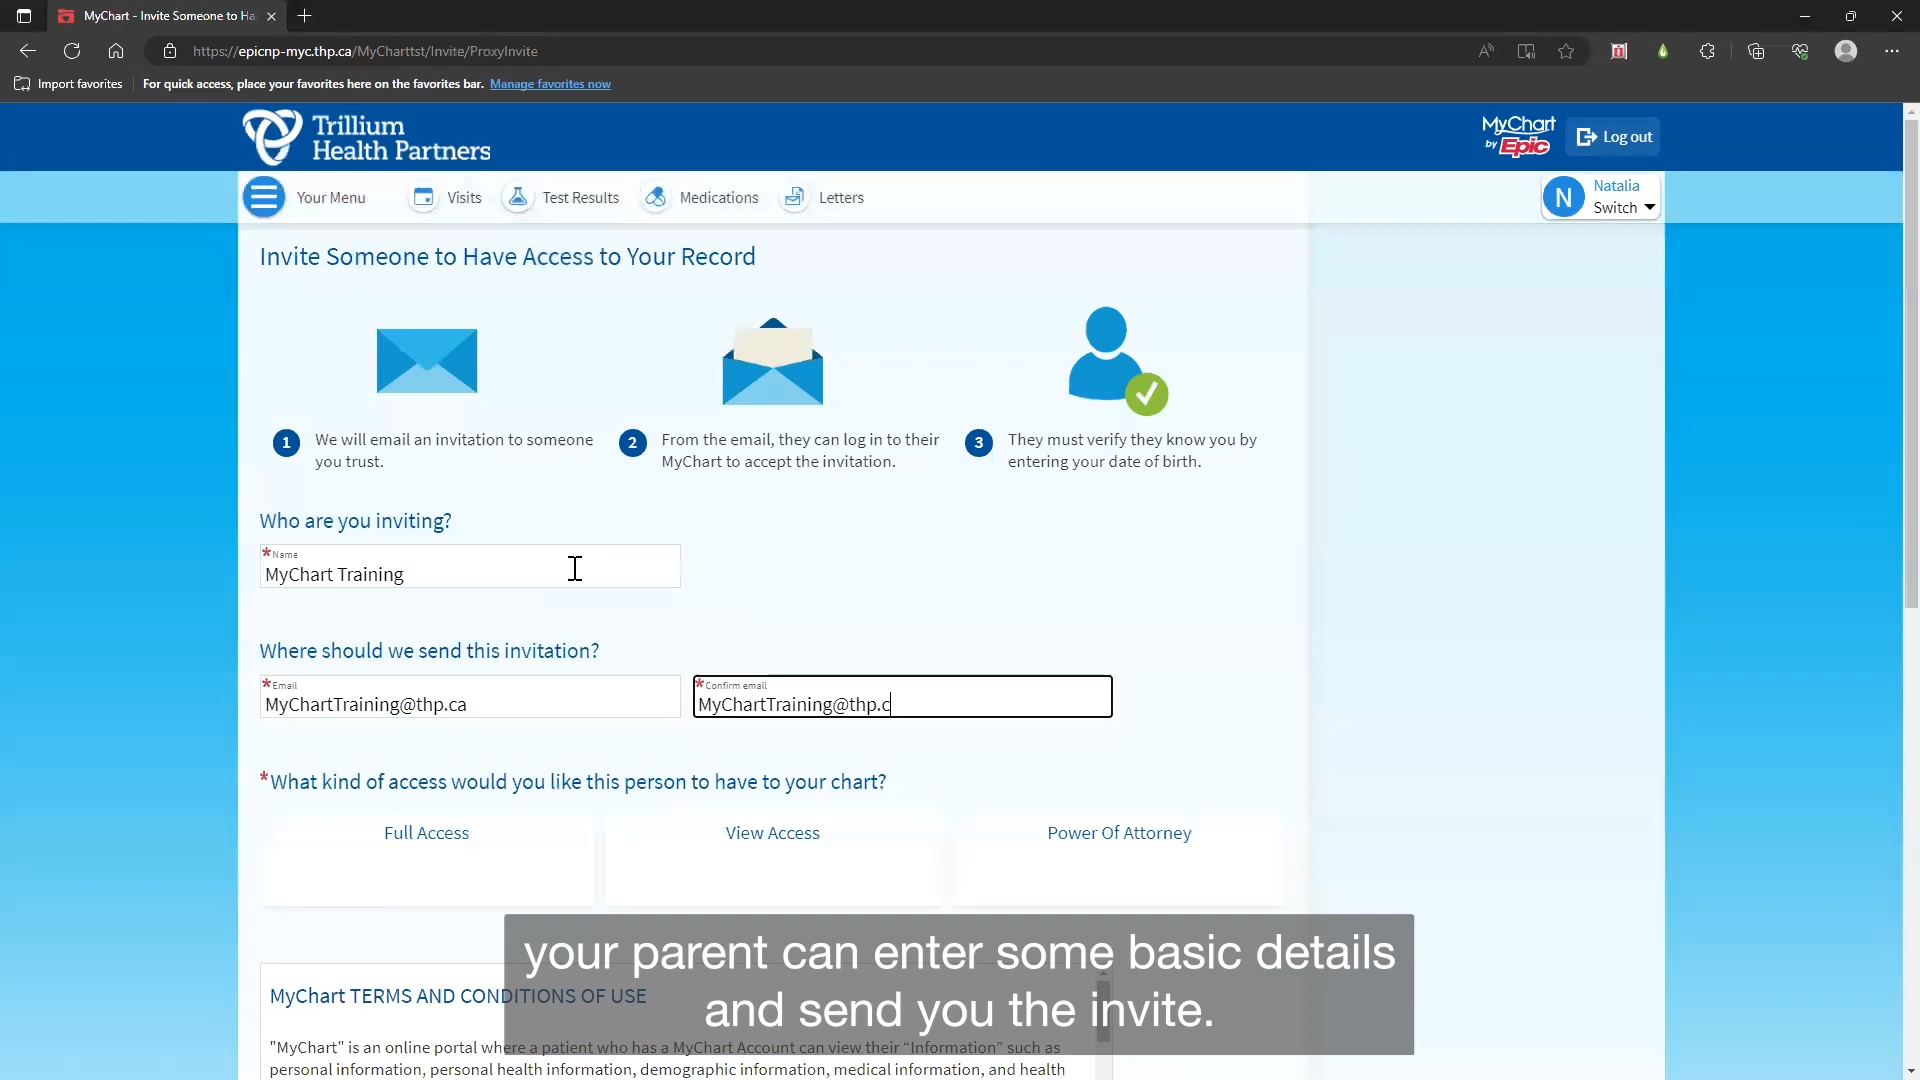 MyChart - Invite Someone to Ha
https://epicnp-myc.thp.ca/MyCharttst/Invite/ProxyInvite
Import favorites
For quick access, place your favorites here on the favorites bar. Manage favorites now
Trillium
Health Partners
MyChart
by Epic
Log out
Your Menu
Visits
Test Results
Medications
Letters
N
Natalia
Switch
Invite Someone to Have Access to Your Record
1 We will email an invitation to someone
you trust.
2 From the email, they can log in to their
MyChart to accept the invitation.
3 They must verify they know you by
entering your date of birth.
Who are you inviting?
*Name
MyChart Training
Where should we send this invitation?
*Email
MyChartTraining@thp.ca
*Confirm email
MyChartTraining@thp.c
*What kind of access would you like this person to have to your chart?
Full Access
View Access
Power Of Attorney
your parent can enter some basic details
and send you the invite.
MyChart TERMS AND CONDITIONS OF USE
"MyChart" is an online portal where a patient who has a MyChart Account can view their “Information” such as
personal information, personal health information, demographic information, medical information, and health